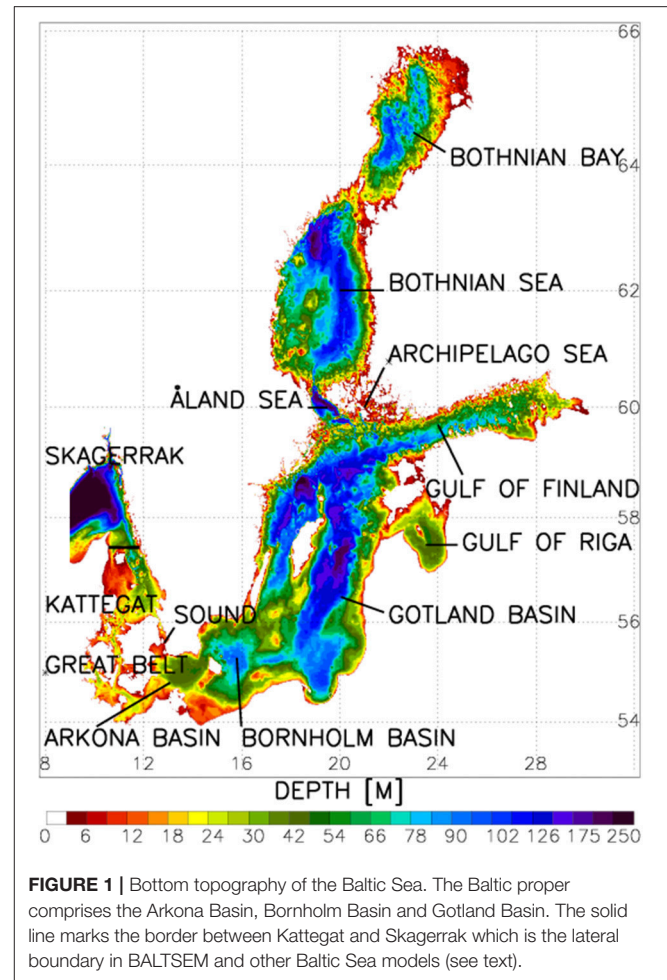 66
BOTHNIAN BAY
64
BOTHNIAN SEA
62
ARCHIPELAGO SEA
ÅLAND SEA
60
SKAGERRAK
GULF OF FINLAND
58
GULF OF RIGA
KATTEGAT
SOUND
GOTLAND BASIN
56
GREAT BELT
ARKONA BASIN
BORNHOLM BASIN
54
8 12 16 20 24 28
DEPTH [M]
0 6 12 18 24 30 42 54 66 78 90 102 126 175 250
FIGURE 1 | Bottom topography of the Baltic Sea. The Baltic proper
comprises the Arkona Basin, Bornholm Basin and Gotland Basin. The solid
line marks the border between Kattegat and Skagerrak which is the lateral
boundary in BALTSEM and other Baltic Sea models (see text).